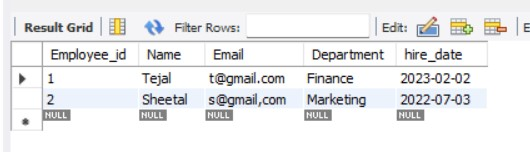 Result Grid Filter Rows: Edit:
Employee_id Name Email Department hire_date
1 Tejal t@gmail.com Finance 2023-02-02
2 Sheetal s@gmail,com Marketing 2022-07-03
NULL NULL NULL NULL NULL